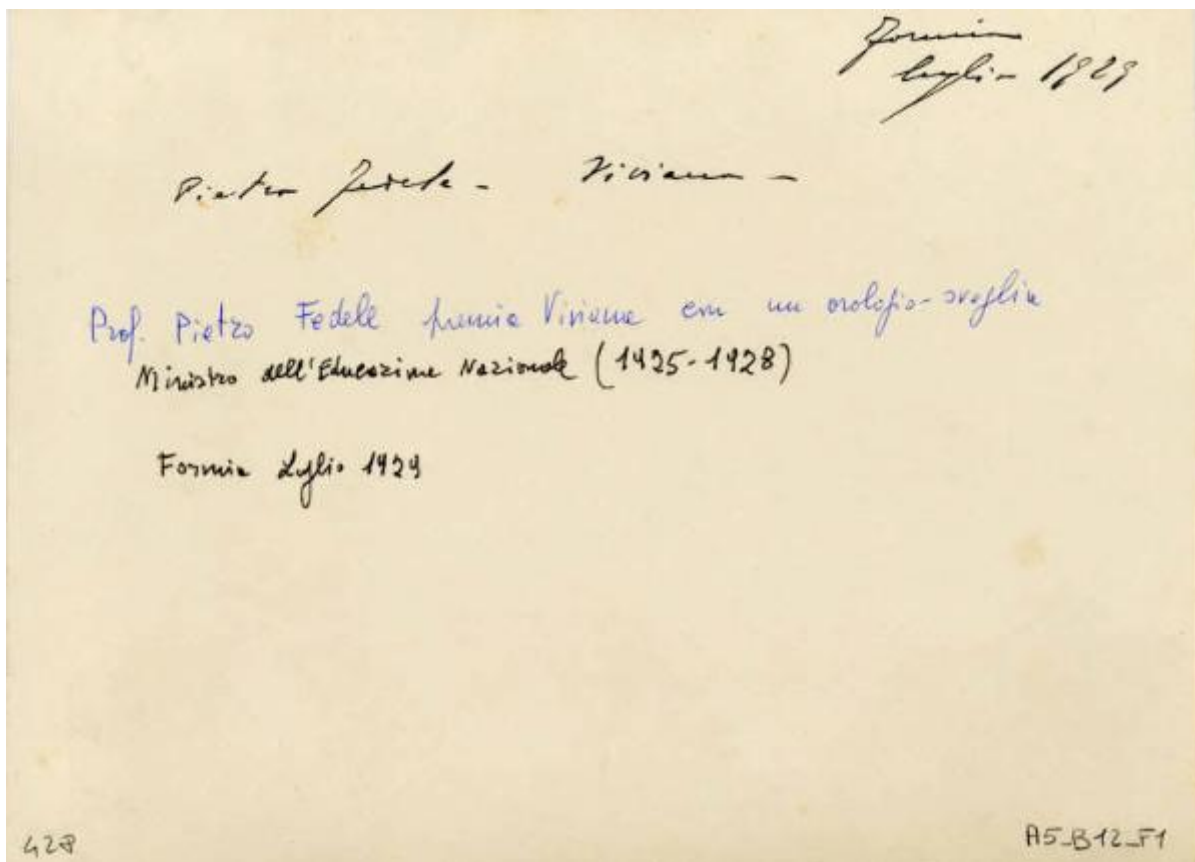 Formia
luglio 1929
Pietro Fedele - Viviana -
Prof. Pietro Fedele premia Viviana con un orologio-sveglia
Ministro dell'Educazione Nazionale (1925-1928)
Formia Luglio 1929
428
A5_B12_F1